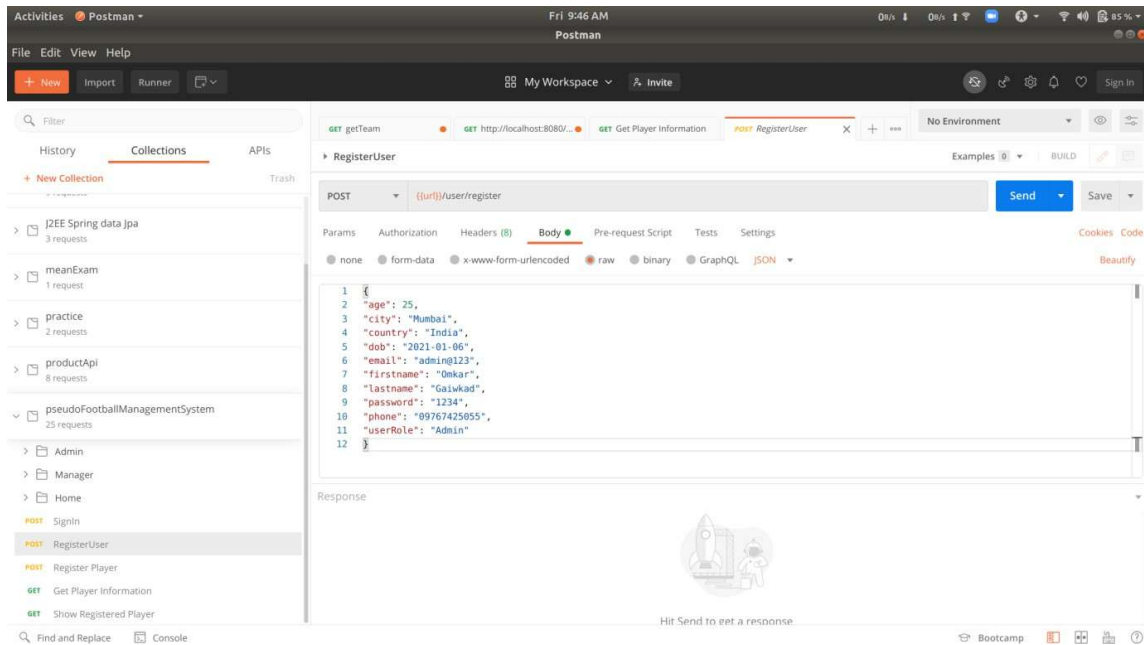 Activities Postman Fri 9:46 AM 0B/s 0B/s 85 %
Postman
File Edit View Help
+ New Import Runner My Workspace Invite Sign In
Filter
History Collections APIs
+ New Collection Trash
J2EE Spring data Jpa
3 requests
meanExam
1 request
practice
2 requests
productApi
8 requests
pseudoFootballManagementSystem
25 requests
Admin
Manager
Home
POST SignIn
POST RegisterUser
POST Register Player
GET Get Player Information
GET Show Registered Player
GET getTeam GET http://localhost:8080/... GET Get Player Information POST RegisterUser No Environment
RegisterUser Examples 0 BUILD
POST {{url}}/user/register Send Save
Params Authorization Headers (8) Body Pre-request Script Tests Settings Cookies Code
none form-data x-www-form-urlencoded raw binary GraphQL JSON Beautify
1 {
2 "age": 25,
3 "city": "Mumbai",
4 "country": "India",
5 "dob": "2021-01-06",
6 "email": "admin@123",
7 "firstname": "Omkar",
8 "lastname": "Gaiwkad",
9 "password": "1234",
10 "phone": "09767425055",
11 "userRole": "Admin"
12 }
Response
Hit Send to get a response
Find and Replace Console Bootcamp